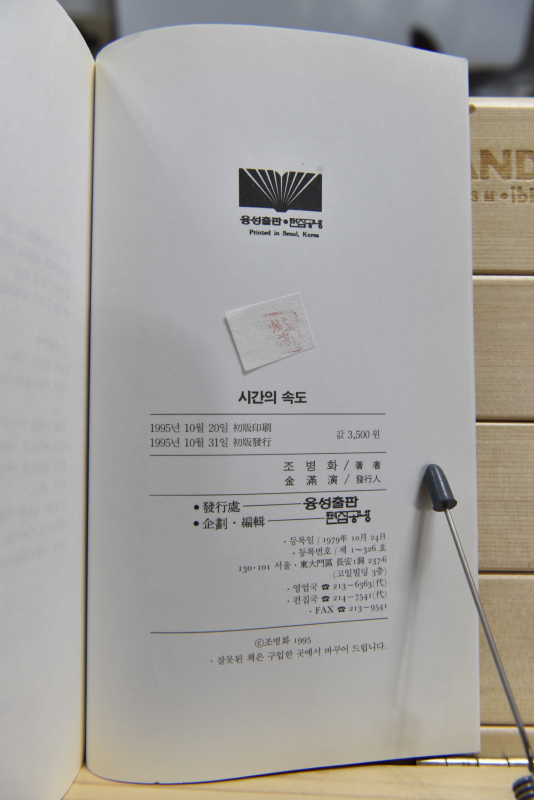 융성출판•편집공방
Printed in Seoul, Korea
시간의 속도
1995년 10월 20일 初版印刷
1995년 10월 31일 初版發行
값 3,500원
조 병 화 / 著 者
金 滿 演 / 發行人
• 發行處 융성출판
• 企劃·編輯 편집공방
· 등록일 / 1979年 10月 24日
· 등록번호 / 제 1-326 호
130·101 서울·東大門區 長安1洞 237-6
(고일빌딩 3층)
· 영업국 ☎ 213-6363(代)
· 편집국 ☎ 214-7541(代)
· FAX ☎ 213-9541
ⓒ조병화 1995
· 잘못된 책은 구입한 곳에서 바꾸어 드립니다.
AND